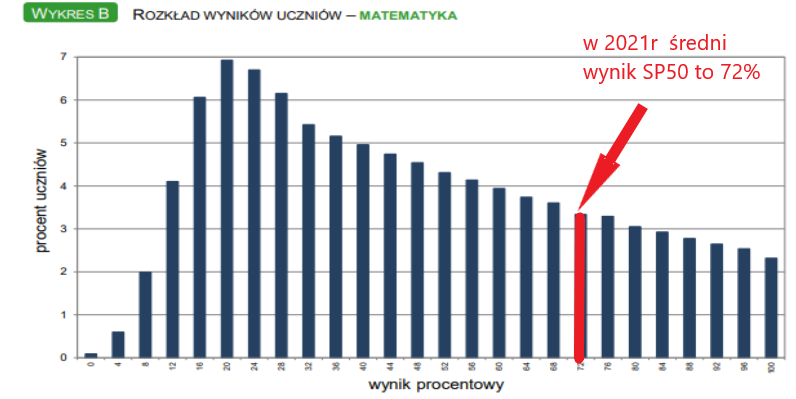 WYKRES B ROZKŁAD WYNIKÓW UCZNIÓW – MATEMATYKA
w 2021r średni
wynik SP50 to 72%
procent uczniów
7
6
5
4
3
2
1
0
0 4 8 12 16 20 24 28 32 36 40 44 48 52 56 60 64 68 72 76 80 84 88 92 96 100
wynik procentowy